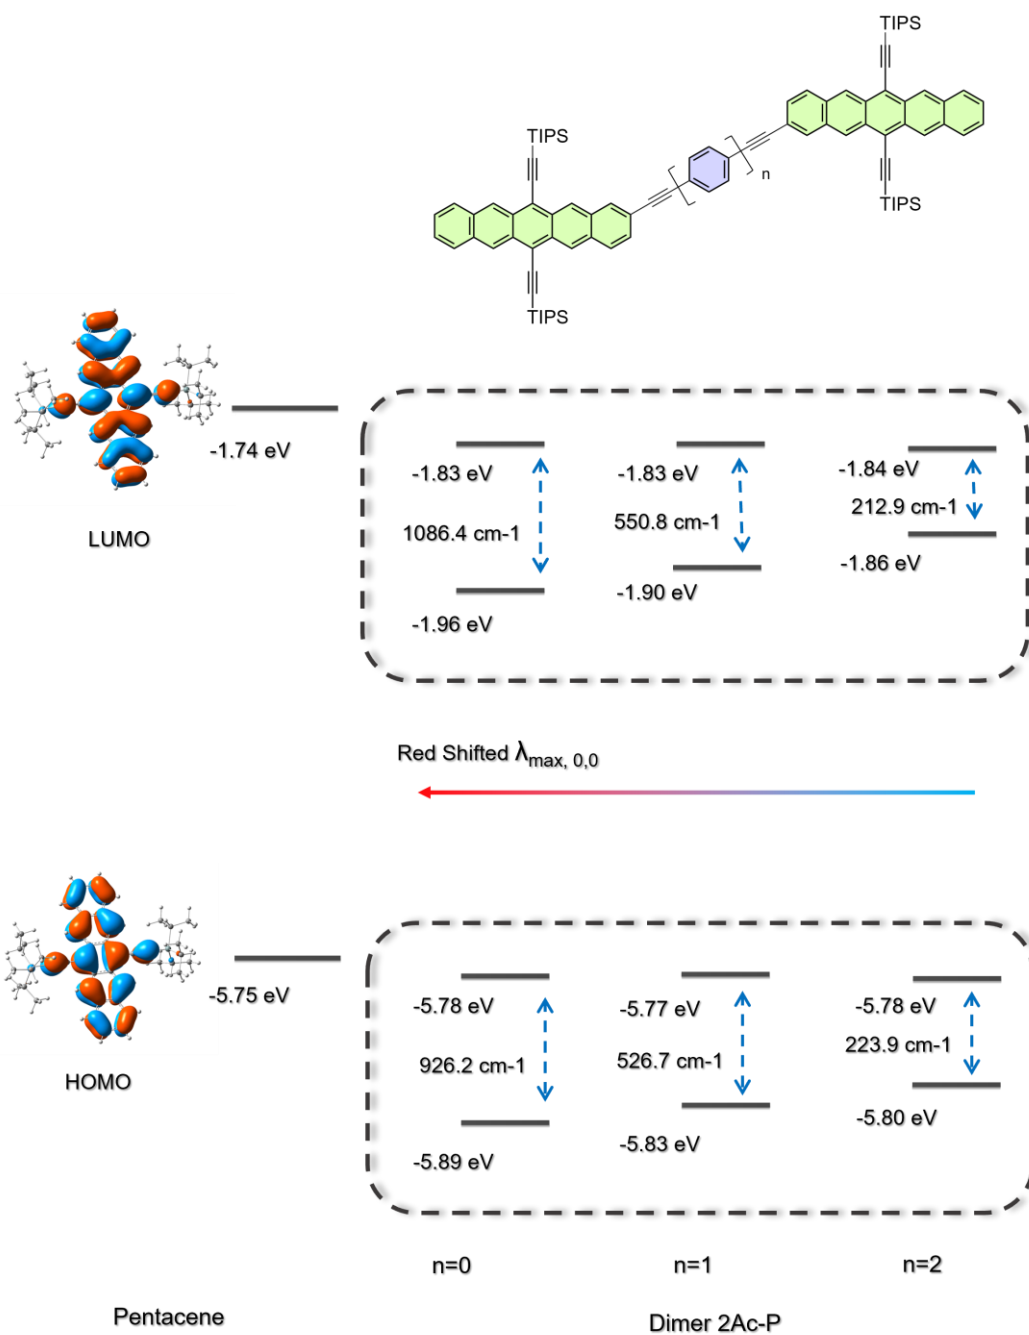 TIPS
TIPS
n
TIPS
TIPS
-1.74 eV
LUMO
-1.83 eV
-1.83 eV
-1.84 eV
1086.4 cm-1
550.8 cm-1
212.9 cm-1
-1.96 eV
-1.90 eV
-1.86 eV
Red Shifted λmax, 0,0
-5.75 eV
HOMO
-5.78 eV
-5.77 eV
-5.78 eV
926.2 cm-1
526.7 cm-1
223.9 cm-1
-5.89 eV
-5.83 eV
-5.80 eV
n=0
n=1
n=2
Pentacene
Dimer 2Ac-P